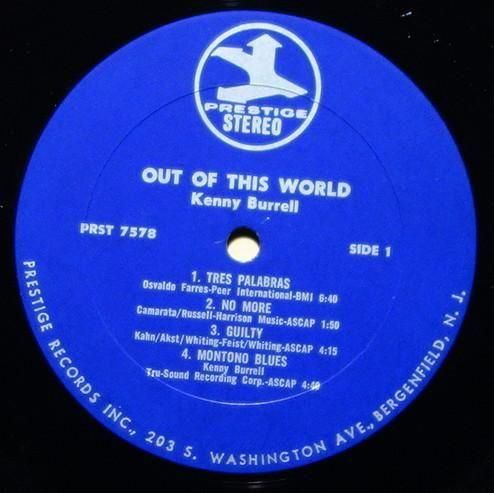 PRESTIGE
STEREO
OUT OF THIS WORLD
Kenny Burrell
PRST 7578
SIDE 1
1. TRES PALABRAS
Osvaldo Farres-Peer International-BMI 6:40
2. NO MORE
Camarata/Russell-Harrison Music-ASCAP 1:50
3. GUILTY
Kahn/Akst/Whiting-Feist/Whiting-ASCAP 4:15
4. MONTONO BLUES
Kenny Burrell
Tru-Sound Recording Corp.-ASCAP 4:40
PRESTIGE RECORDS INC., 203 S. WASHINGTON AVE., BERGENFIELD, N. J.